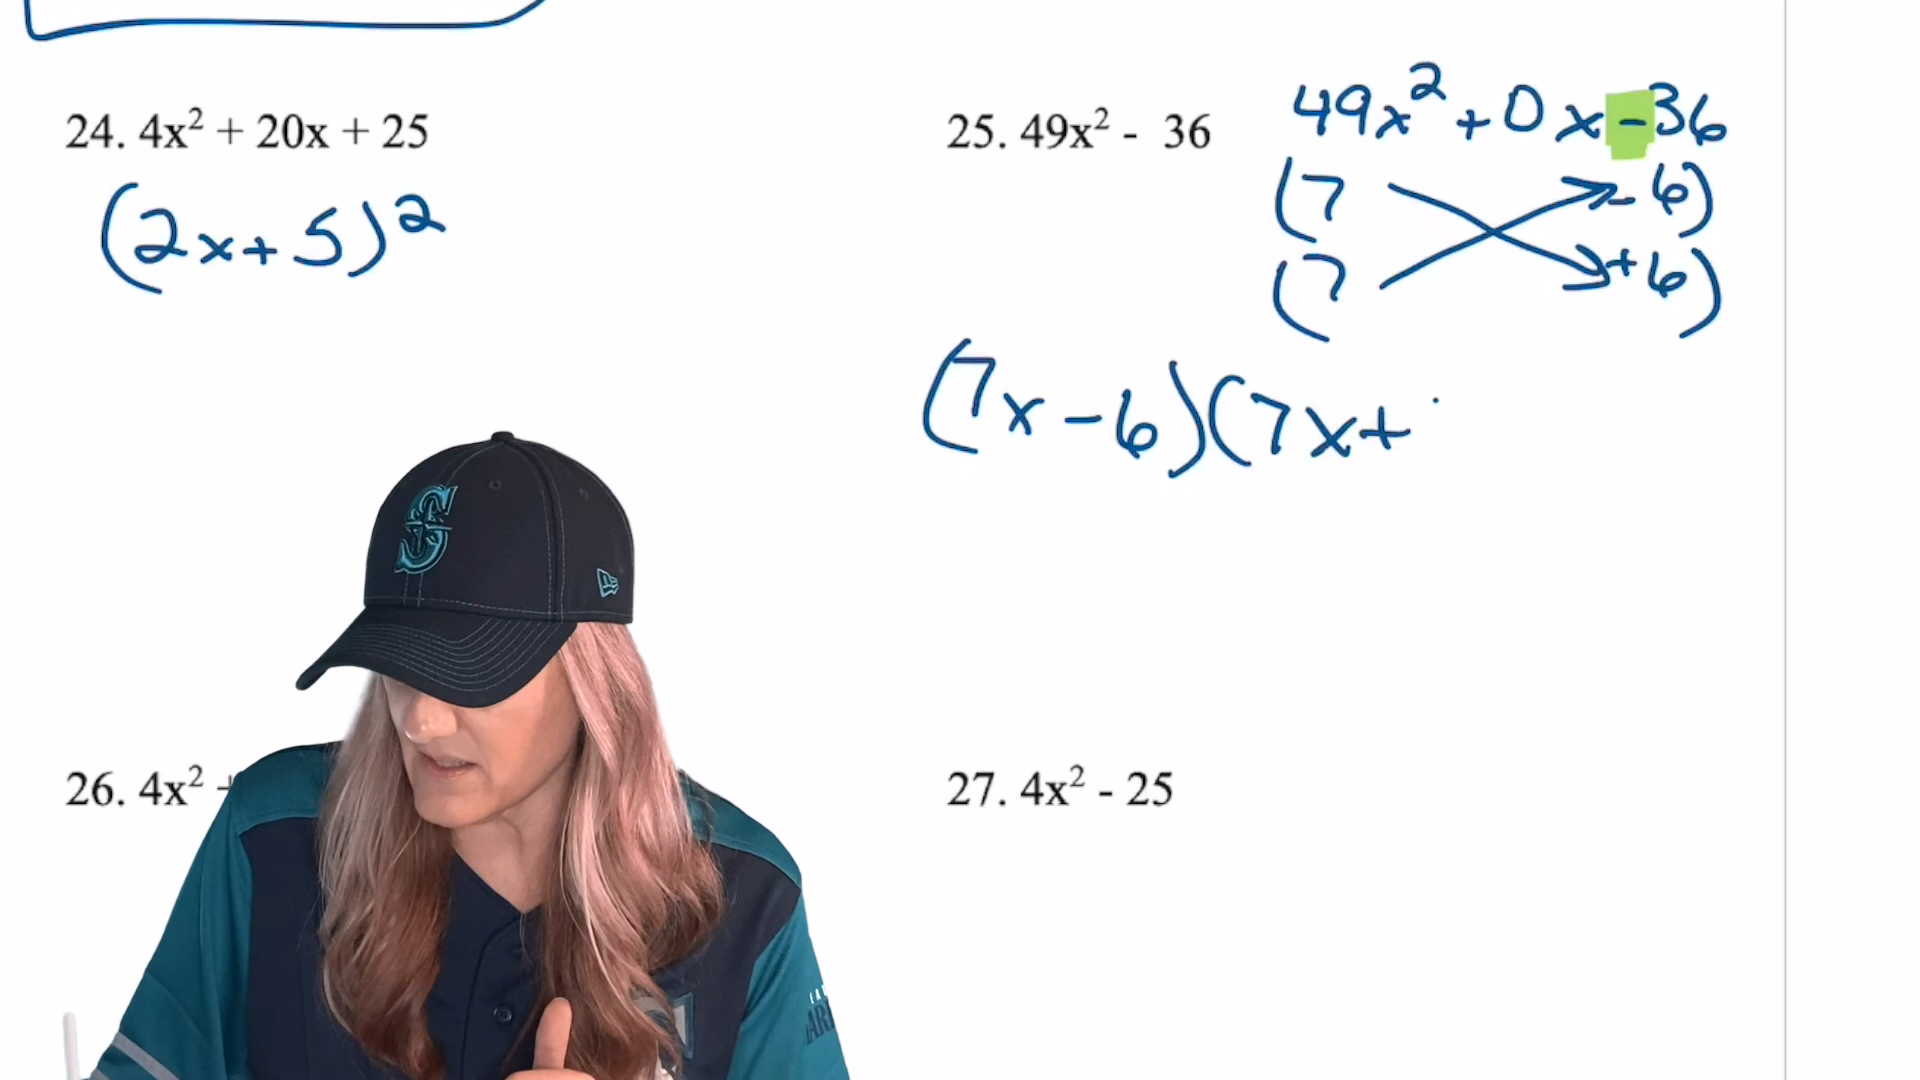 24. 4x² + 20x + 25
(2x+5)²
25. 49x² - 36
49x²+0x-36
(7 -6)
(7 +6)
(7x-6)(7x+
26. 4x² +
27. 4x² - 25
S